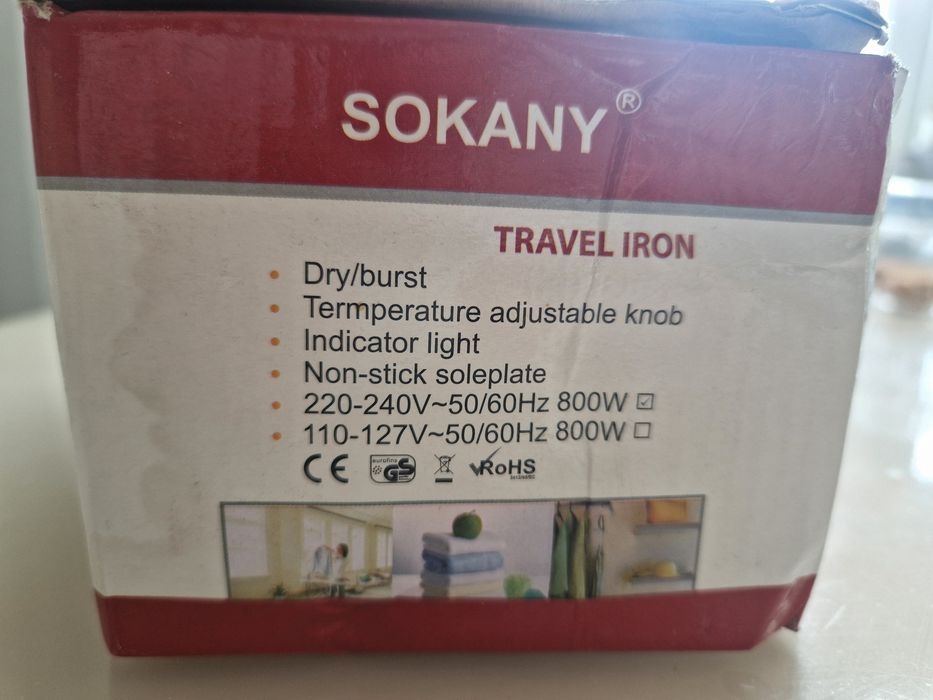 SOKANY®
TRAVEL IRON
• Dry/burst
• Termperature adjustable knob
• Indicator light
• Non-stick soleplate
• 220-240V~50/60Hz 800W ☑
• 110-127V~50/60Hz 800W ☐
CE eurofins GS RoHS